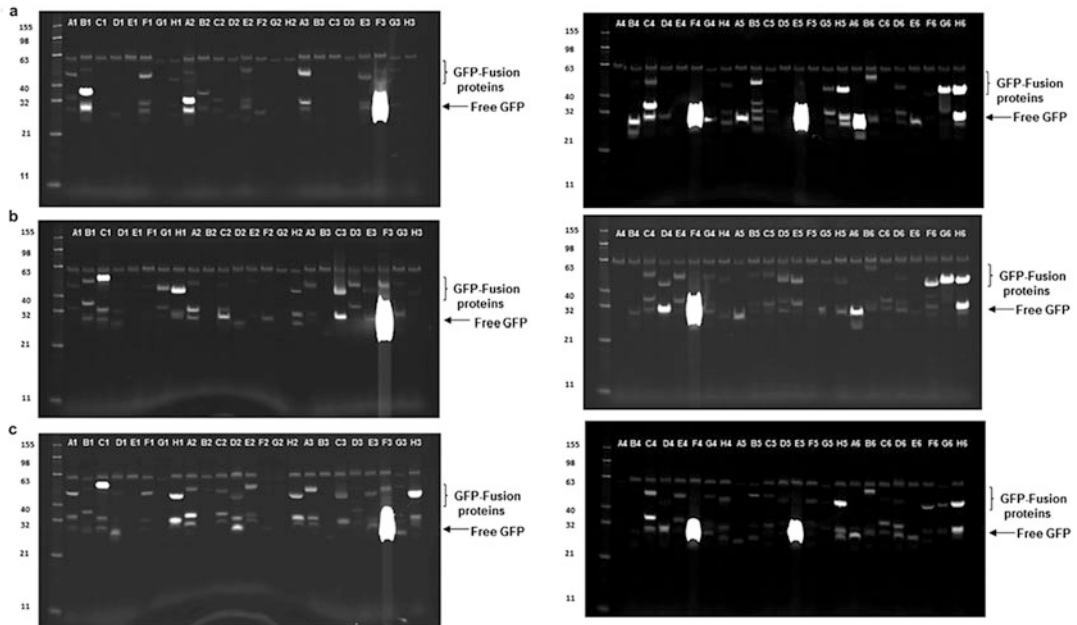 a
155
98
63
40
32
21
11
A1 B1 C1 D1 E1 F1 G1 H1 A2 B2 C2 D2 E2 F2 G2 H2 A3 B3 C3 D3 E3 F3 G3 H3
GFP-Fusion
proteins
Free GFP
155
98
63
40
32
21
11
A4 B4 C4 D4 E4 F4 G4 H4 A5 B5 C5 D5 E5 F5 G5 H5 A6 B6 C6 D6 E6 F6 G6 H6
GFP-Fusion
proteins
Free GFP
b
155
98
63
40
32
21
11
A1 B1 C1 D1 E1 F1 G1 H1 A2 B2 C2 D2 E2 F2 G2 H2 A3 B3 C3 D3 E3 F3 G3 H3
GFP-Fusion
proteins
Free GFP
155
98
63
40
32
21
11
A4 B4 C4 D4 E4 F4 G4 H4 A5 B5 C5 D5 E5 F5 G5 H5 A6 B6 C6 D6 E6 F6 G6 H6
GFP-Fusion
proteins
Free GFP
c
155
98
63
40
32
21
11
A1 B1 C1 D1 E1 F1 G1 H1 A2 B2 C2 D2 E2 F2 G2 H2 A3 B3 C3 D3 E3 F3 G3 H3
GFP-Fusion
proteins
Free GFP
155
98
63
40
32
21
11
A4 B4 C4 D4 E4 F4 G4 H4 A5 B5 C5 D5 E5 F5 G5 H5 A6 B6 C6 D6 E6 F6 G6 H6
GFP-Fusion
proteins
Free GFP